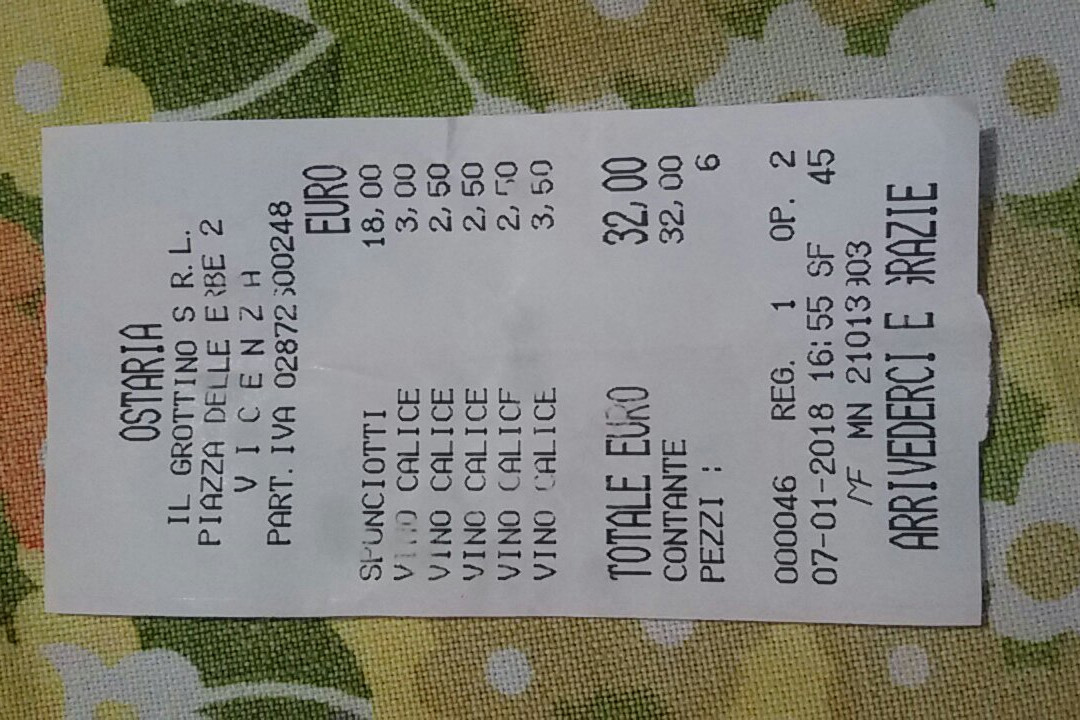 OSTARIA
IL GROTTINO S R.L.
PIAZZA DELLE ERBE 2
V I C E N Z A
PART. IVA 02872500248
EURO
SPUNCIOTTI 18,00
VINO CALICE 3,00
VINO CALICE 2,50
VINO CALICE 2,50
VINO CALICE 2,50
VINO CALICE 3,50
TOTALE EURO 32,00
CONTANTE 32,00
PEZZI : 6
000046 REG. 1 OP. 2
07-01-2018 16:55 SF 45
MF MN 21013903
ARRIVEDERCI E GRAZIE